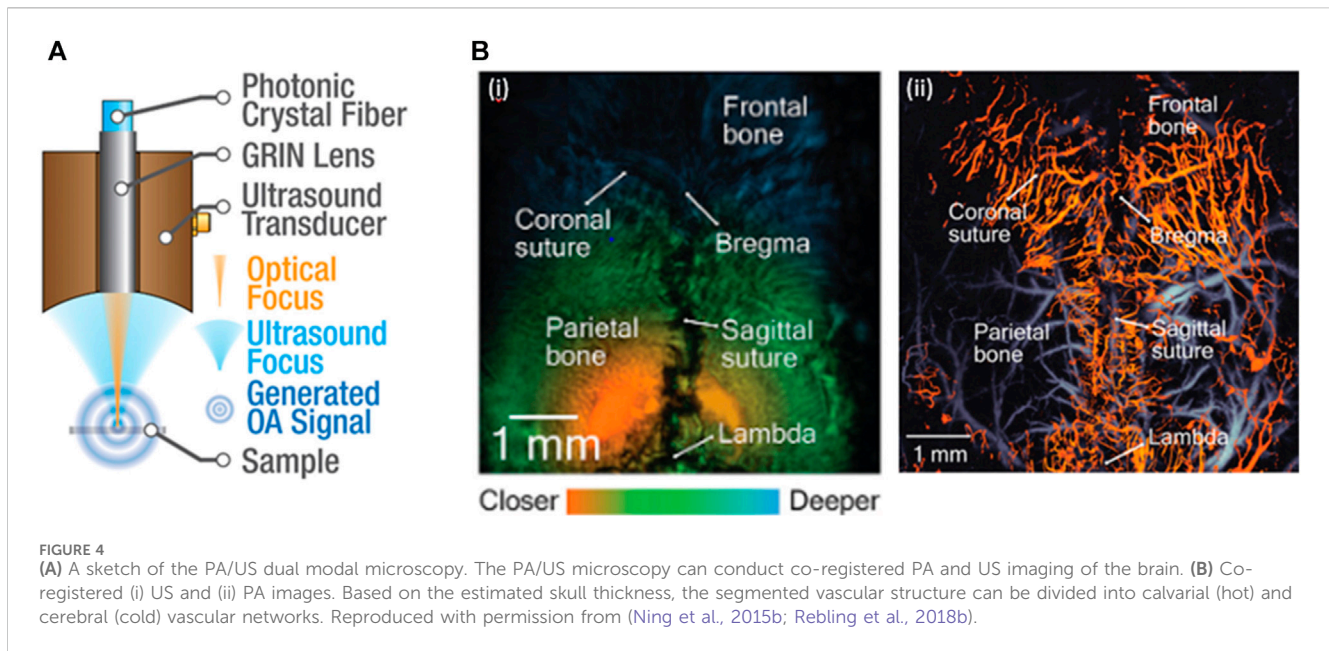 A
Photonic
Crystal Fiber
GRIN Lens
Ultrasound
Transducer
Optical
Focus
Ultrasound
Focus
Generated
OA Signal
Sample
B
(i)
Frontal
bone
Coronal
suture
Bregma
Parietal
bone
Sagittal
suture
1 mm
Lambda
Closer
Deeper
(ii)
Frontal
bone
Coronal
suture
Bregma
Parietal
bone
Sagittal
suture
1 mm
Lambda
FIGURE 4
(A) A sketch of the PA/US dual modal microscopy. The PA/US microscopy can conduct co-registered PA and US imaging of the brain. (B) Co-
registered (i) US and (ii) PA images. Based on the estimated skull thickness, the segmented vascular structure can be divided into calvarial (hot) and
cerebral (cold) vascular networks. Reproduced with permission from (Ning et al., 2015b; Rebling et al., 2018b).